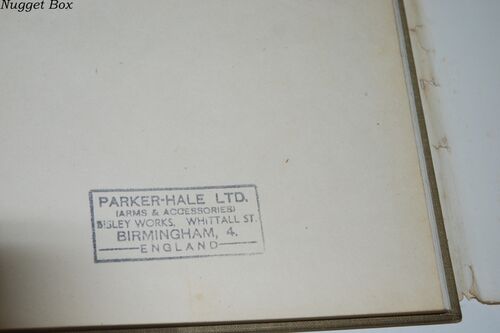 Nugget Box
PARKER-HALE LTD.
(ARMS & ACCESSORIES)
BISLEY WORKS, WHITTALL ST.
BIRMINGHAM, 4.
ENGLAND